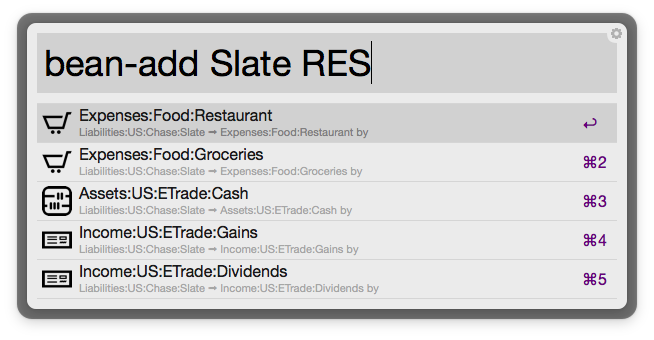 bean-add Slate RES
Expenses:Food:Restaurant
↩
Liabilities:US:Chase:Slate ➞ Expenses:Food:Restaurant by
Expenses:Food:Groceries
⌘2
Liabilities:US:Chase:Slate ➞ Expenses:Food:Groceries by
Assets:US:ETrade:Cash
⌘3
Liabilities:US:Chase:Slate ➞ Assets:US:ETrade:Cash by
Income:US:ETrade:Gains
⌘4
Liabilities:US:Chase:Slate ➞ Income:US:ETrade:Gains by
Income:US:ETrade:Dividends
⌘5
Liabilities:US:Chase:Slate ➞ Income:US:ETrade:Dividends by